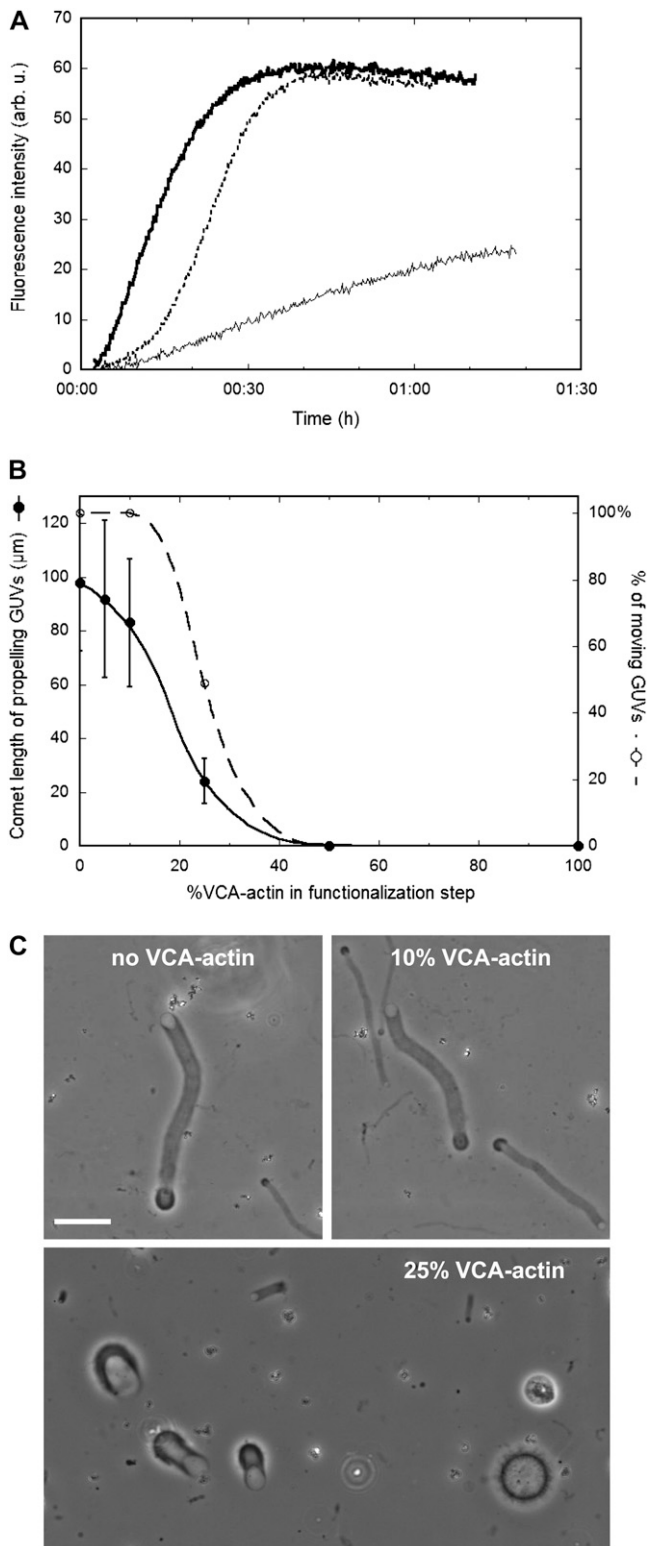 A
Fluorescence intensity (arb. u.)
70
60
50
40
30
20
10
0
00:00 00:30 01:00 01:30
Time (h)
B
Comet length of propelling GUVs (µm)
120
100
80
60
40
20
0
100%
80
60
40
20
0
% of moving GUVs
0 20 40 60 80 100
%VCA-actin in functionalization step
C
no VCA-actin
10% VCA-actin
25% VCA-actin